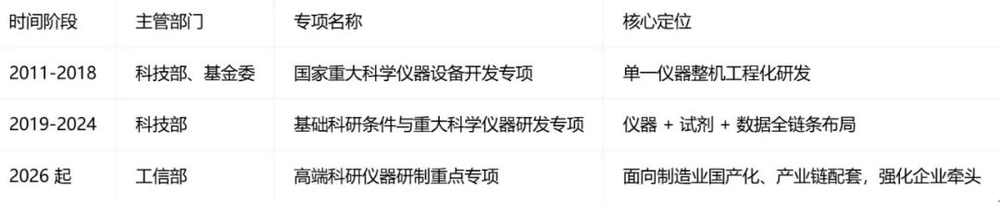 时间阶段 主管部门 专项名称 核心定位
2011-2018 科技部、基金委 国家重大科学仪器设备开发专项 单一仪器整机工程化研发
2019-2024 科技部 基础科研条件与重大科学仪器研发专项 仪器 + 试剂 + 数据全链条布局
2026 起 工信部 高端科研仪器研制重点专项 面向制造业国产化、产业链配套，强化企业牵头